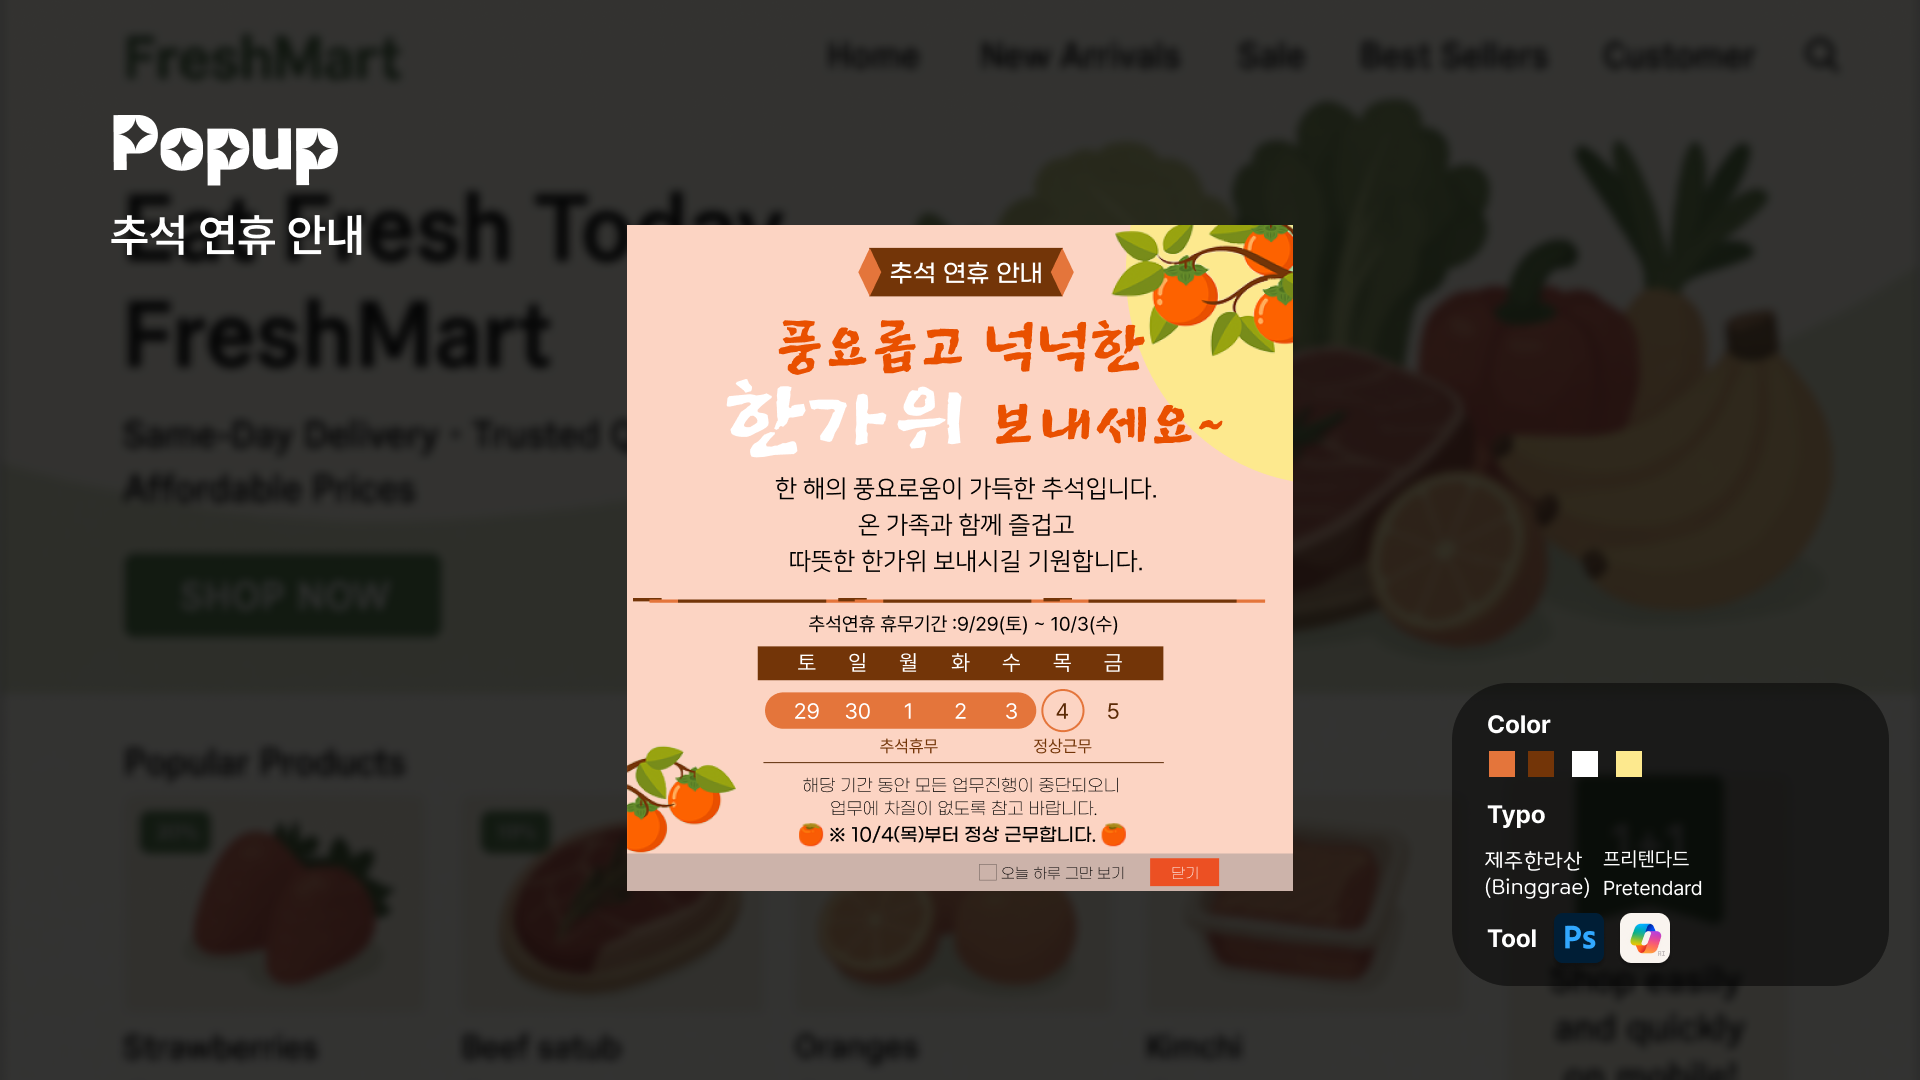 FreshMart
Home New Arrivals Sale Best Sellers Customer
Popup
추석 연휴 안내
Eat Fresh Today
FreshMart
Same-Day Delivery · Trusted
Affordable Prices
SHOP NOW
추석 연휴 안내
풍요롭고 넉넉한
한가위 보내세요~
한 해의 풍요로움이 가득한 추석입니다.
온 가족과 함께 즐겁고
따뜻한 한가위 보내시길 기원합니다.
추석연휴 휴무기간 :9/29(토) ~ 10/3(수)
토 일 월 화 수 목 금
29 30 1 2 3 4 5
추석휴무 정상근무
해당 기간 동안 모든 업무진행이 중단되오니
업무에 차질이 없도록 참고 바랍니다.
※ 10/4(목)부터 정상 근무합니다.
오늘 하루 그만 보기 닫기
Popular Products
Strawberries Beef satub Oranges Kimchi
Color
Typo
제주한라산 프리텐다드
(Binggrae) Pretendard
Tool Ps
Shop easily
and quickly
on mobile!